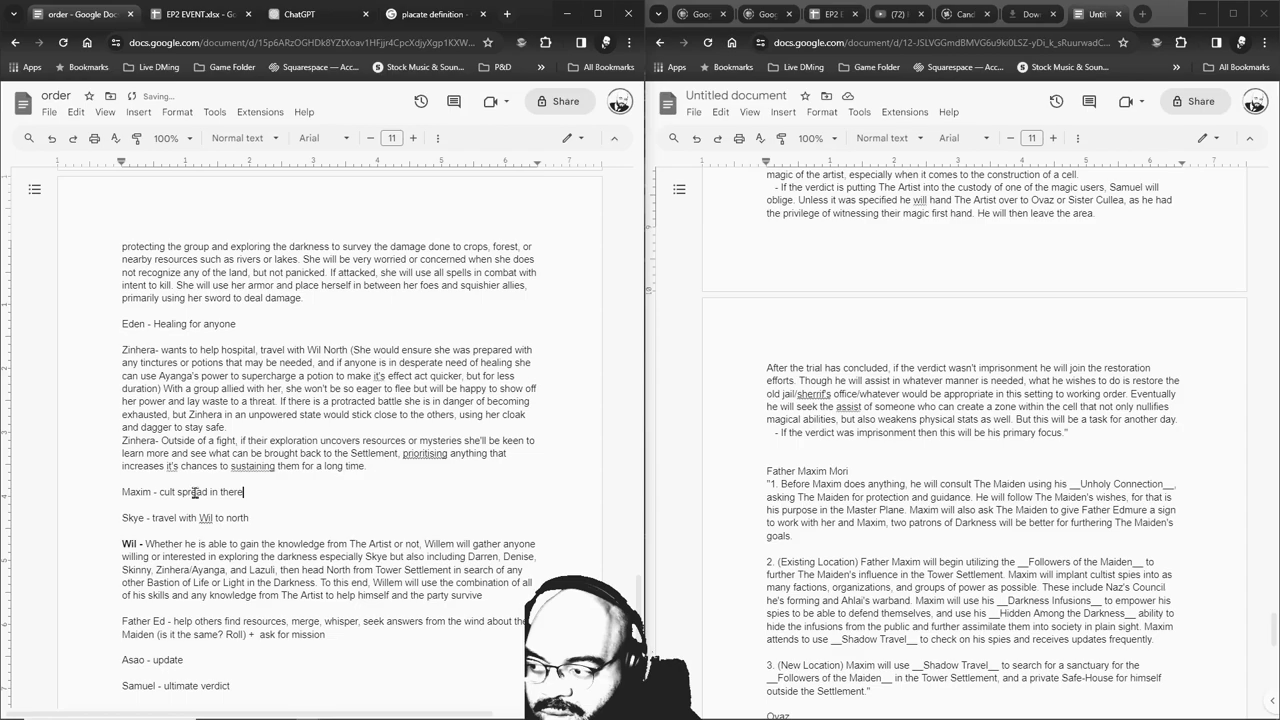 order - Google Doc
EP2 EVENT.xlsx - Go
ChatGPT
placate definition -
Goog
Goog
EP2 E
(72)
Cand
Dow
Untit
docs.google.com/document/d/15p6ARzOGHDk8YZtXoav1HFjjr4CpcXdjyXgp1KXW...
docs.google.com/document/d/12-JSLVGGmdBMVG6u9ki0LSZ-yDi_k_sRuurwadC...
Apps
Bookmarks
Live DMing
Game Folder
Squarespace — Acc...
Stock Music & Soun...
P&D
»
All Bookmarks
Apps
Bookmarks
Live DMing
Game Folder
Squarespace — Acc...
Stock Music & Soun...
»
All Bookmarks
order
Saving...
File Edit View Insert Format Tools Extensions Help
Share
100% Normal text Arial 11
Untitled document
File Edit View Insert Format Tools Extensions Help
Share
100% Normal text Arial 11
protecting the group and exploring the darkness to survey the damage done to crops, forest, or
nearby resources such as rivers or lakes. She will be very worried or concerned when she does
not recognize any of the land, but not panicked. If attacked, she will use all spells in combat with
intent to kill. She will use her armor and place herself in between her foes and squishier allies,
primarily using her sword to deal damage.
Eden - Healing for anyone
Zinhera- wants to help hospital, travel with Wil North (She would ensure she was prepared with
any tinctures or potions that may be needed, and if anyone is in desperate need of healing she
can use Ayanga's power to supercharge a potion to make it's effect act quicker, but for less
duration) With a group allied with her, she won't be so eager to flee but will be happy to show off
her power and lay waste to a threat. If there is a protracted battle she is in danger of becoming
exhausted, but Zinhera in an unpowered state would stick close to the others, using her cloak
and dagger to stay safe.
Zinhera- Outside of a fight, if their exploration uncovers resources or mysteries she'll be keen to
learn more and see what can be brought back to the Settlement, prioritising anything that
increases it's chances to sustaining them for a long time.
Maxim - cult spread in there
Skye - travel with Wil to north
Wil - Whether he is able to gain the knowledge from The Artist or not, Willem will gather anyone
willing or interested in exploring the darkness especially Skye but also including Darren, Denise,
Skinny, Zinhera/Ayanga, and Lazuli, then head North from Tower Settlement in search of any
other Bastion of Life or Light in the Darkness. To this end, Willem will use the combination of all
of his skills and any knowledge from The Artist to help himself and the party survive
Father Ed - help others find resources, merge, whisper, seek answers from the wind about the
Maiden (is it the same? Roll) + ask for mission
Asao - update
Samuel - ultimate verdict
magic of the artist, especially when it comes to the construction of a cell.
- If the verdict is putting The Artist into the custody of one of the magic users, Samuel will
oblige. Unless it was specified he will hand The Artist over to Ovaz or Sister Cullea, as he had
the privilege of witnessing their magic first hand. He will then leave the area.
After the trial has concluded, if the verdict wasn't imprisonment he will join the restoration
efforts. Though he will assist in whatever manner is needed, what he wishes to do is restore the
old jail/sherrif's office/whatever would be appropriate in this setting to working order. Eventually
he will seek the assist of someone who can create a zone within the cell that not only nullifies
magical abilities, but also weakens physical stats as well. But this will be a task for another day.
- If the verdict was imprisonment then this will be his primary focus."
Father Maxim Mori
"1. Before Maxim does anything, he will consult The Maiden using his __Unholy Connection__,
asking The Maiden for protection and guidance. He will follow The Maiden's wishes, for that is
his purpose in the Master Plane. Maxim will also ask The Maiden to give Father Edmure a sign
to work with her and Maxim, two patrons of Darkness will be better for furthering The Maiden's
goals.
2. (Existing Location) Father Maxim will begin utilizing the __Followers of the Maiden__ to
further The Maiden's influence in the Tower Settlement. Maxim will implant cultist spies into as
many factions, organizations, and groups of power as possible. These include Naz's Council
he's forming and Alnai's warband. Maxim will use his __Darkness Infusions__ to empower his
spies to be able to defend themselves, and use his __Hidden Among the Darkness__ ability to
hide the infusions from the public and further assimilate them into society in plain sight. Maxim
attends to use __Shadow Travel__ to check on his spies and receives updates frequently.
3. (New Location) Maxim will use __Shadow Travel__ to search for a sanctuary for the
__Followers of the Maiden__ in the Tower Settlement, and a private Safe-House for himself
outside the Settlement."
Ovaz